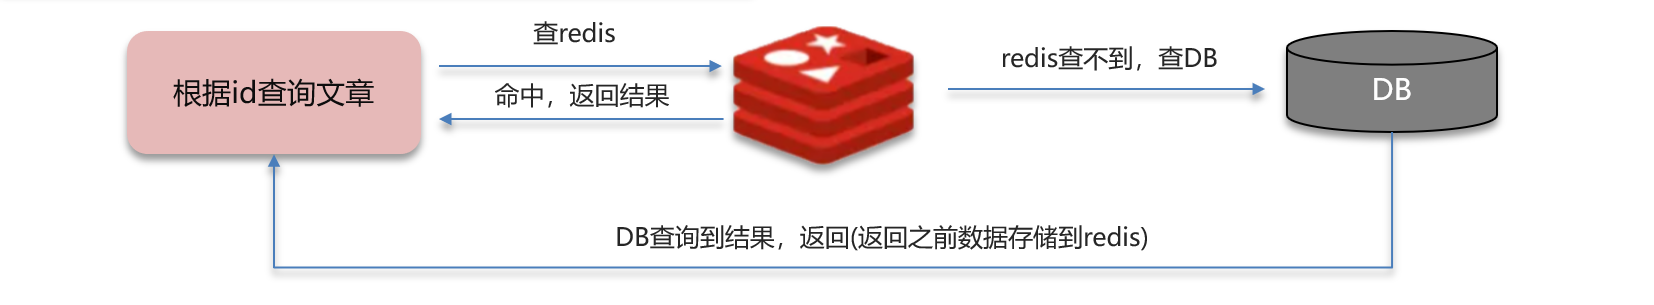 查redis
根据id查询文章
命中，返回结果
redis查不到，查DB
DB
DB查询到结果，返回(返回之前数据存储到redis)